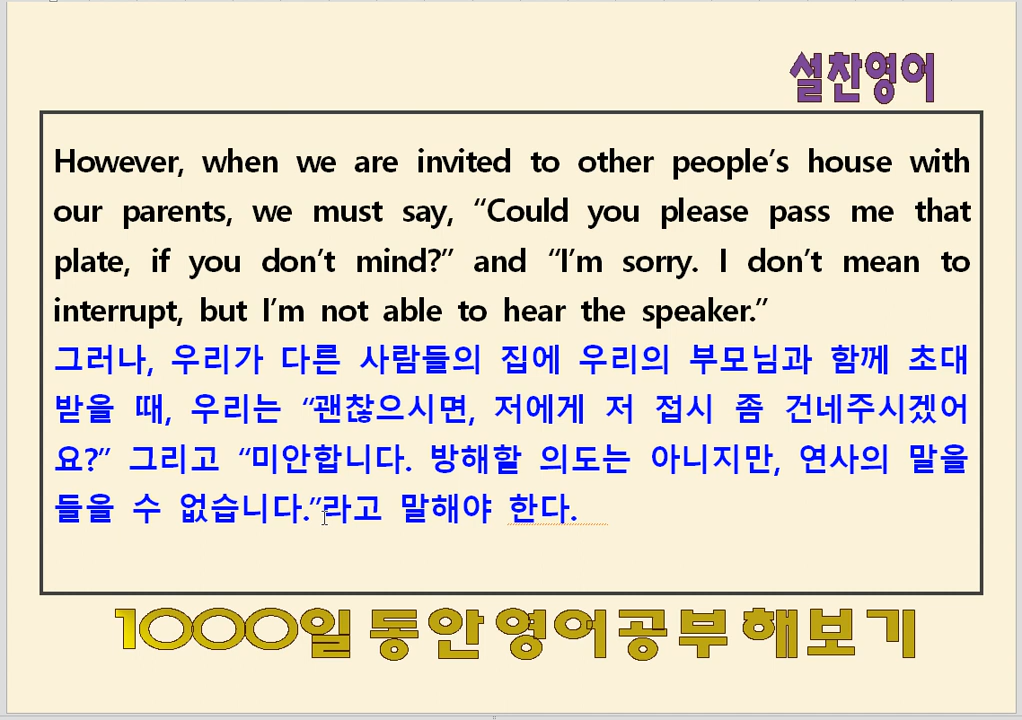 설찬영어
However, when we are invited to other people's house with
our parents, we must say, “Could you please pass me that
plate, if you don't mind?” and “I'm sorry. I don't mean to
interrupt, but I'm not able to hear the speaker.”
그러나, 우리가 다른 사람들의 집에 우리의 부모님과 함께 초대
받을 때, 우리는 “괜찮으시면, 저에게 저 접시 좀 건네주시겠어
요?” 그리고 “미안합니다. 방해할 의도는 아니지만, 연사의 말을
들을 수 없습니다.”라고 말해야 한다.
1000일동안영어공부해보기